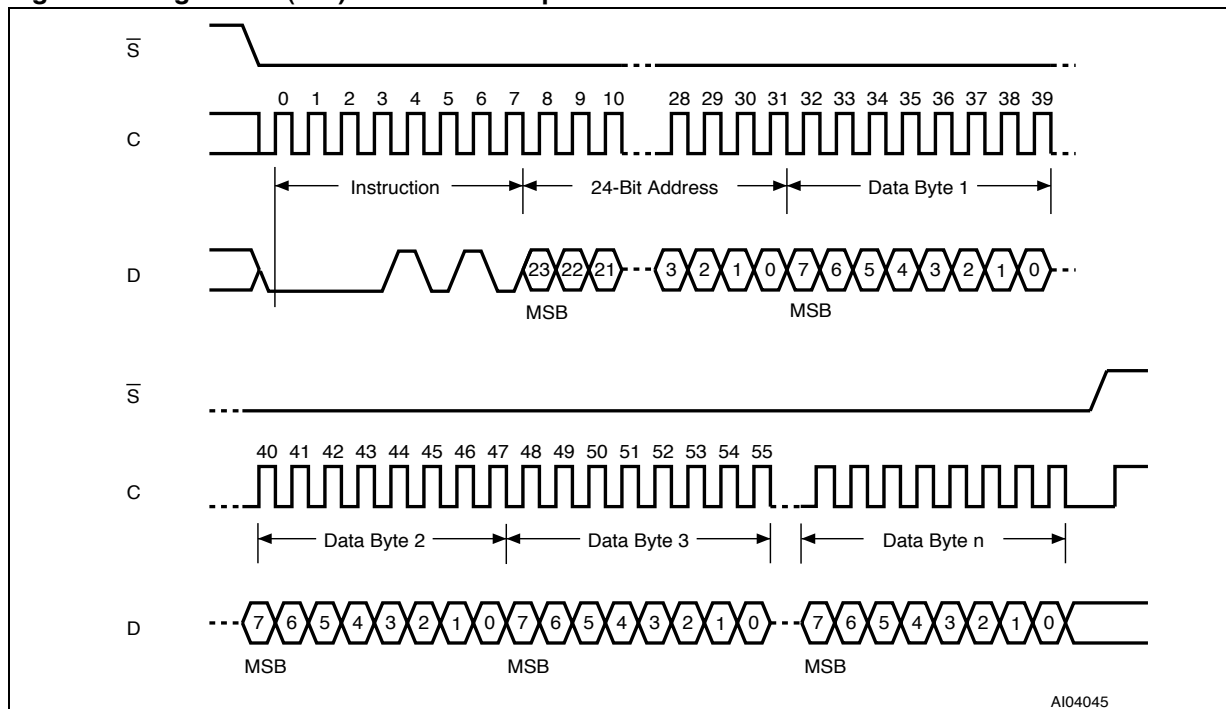 S
0 1 2 3 4 5 6 7 8 9 10 28 29 30 31 32 33 34 35 36 37 38 39
C
Instruction 24-Bit Address Data Byte 1
D 23 22 21 3 2 1 0 7 6 5 4 3 2 1 0
MSB MSB
S
40 41 42 43 44 45 46 47 48 49 50 51 52 53 54 55
C
Data Byte 2 Data Byte 3 Data Byte n
D 7 6 5 4 3 2 1 0 7 6 5 4 3 2 1 0 7 6 5 4 3 2 1 0
MSB MSB MSB
AI04045